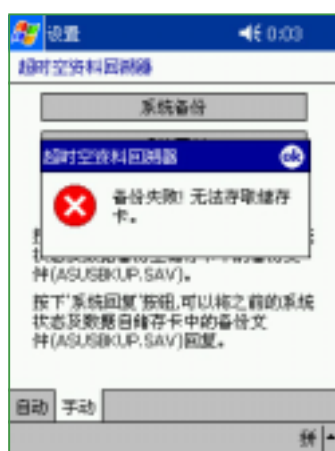 设置 0:03
超时空资料回溯器
系统备份
超时空资料回溯器 ok
备份失败! 无法存取储存
卡。
件(ASUSBKUP.SAV)。
按下'系统回复'按钮,可以将之前的系统
状态及数据自储存卡中的备份文
件(ASUSBKUP.SAV)回复。
自动 手动
拼